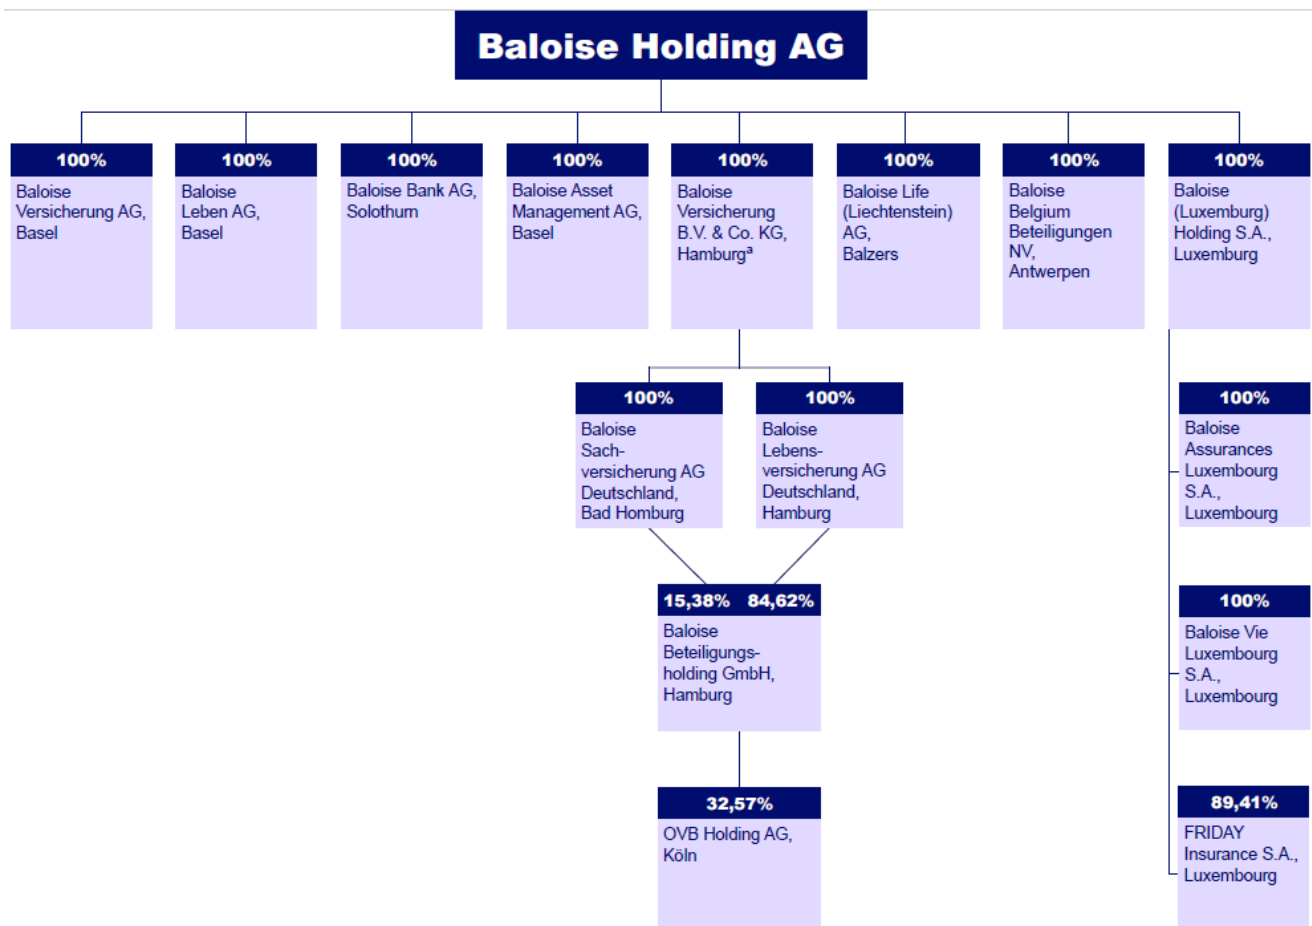 Baloise Holding AG
100%
Baloise
Versicherung AG,
Basel
100%
Baloise
Leben AG,
Basel
100%
Baloise Bank AG,
Solothurn
100%
Baloise Asset
Management AG,
Basel
100%
Baloise
Versicherung
B.V. & Co. KG,
Hamburgª
100%
Baloise Life
(Liechtenstein)
AG,
Balzers
100%
Baloise
Belgium
Beteiligungen
NV,
Antwerpen
100%
Baloise
(Luxemburg)
Holding S.A.,
Luxemburg
100%
Baloise
Sach-
versicherung AG
Deutschland,
Bad Homburg
100%
Baloise
Lebens-
versicherung AG
Deutschland,
Hamburg
100%
Baloise
Assurances
Luxembourg
S.A.,
Luxembourg
15,38% 84,62%
Baloise
Beteiligungs-
holding GmbH,
Hamburg
100%
Baloise Vie
Luxembourg
S.A.,
Luxembourg
32,57%
OVB Holding AG,
Köln
89,41%
FRIDAY
Insurance S.A.,
Luxembourg